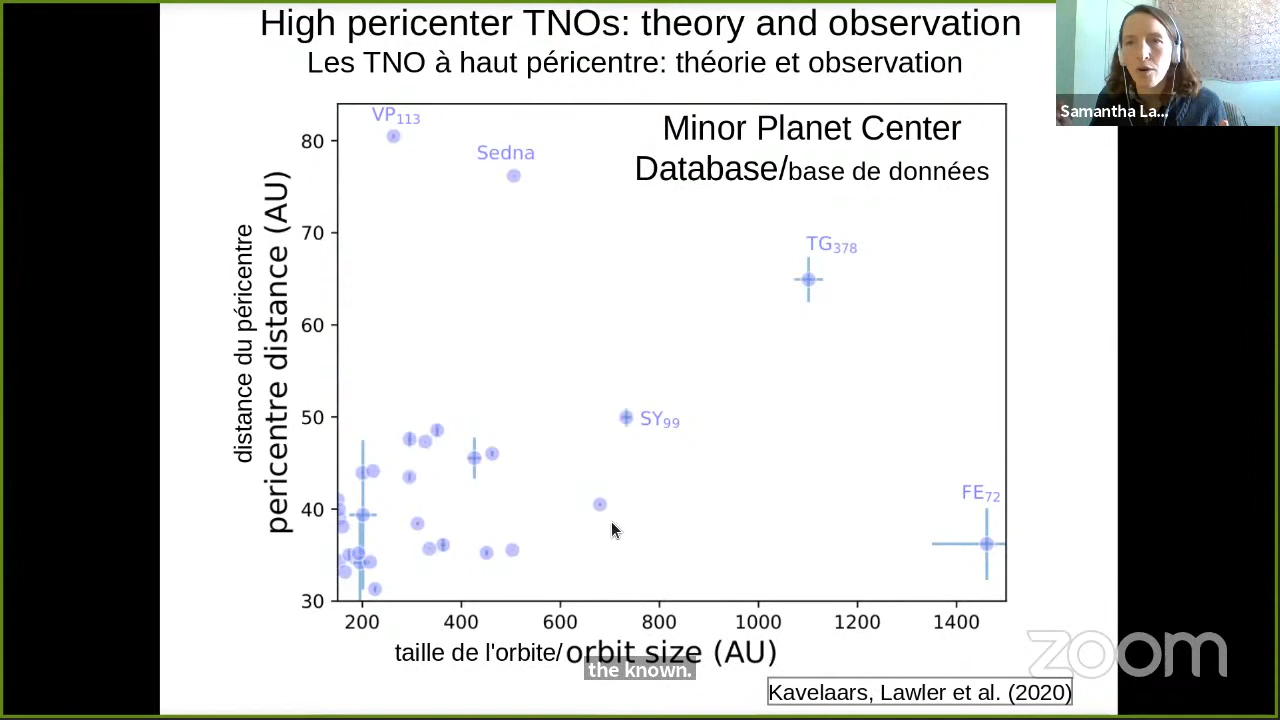 High pericenter TNOs: theory and observation
Les TNO à haut péricentre: théorie et observation
Samantha La...
VP₁₁₃
Sedna
Minor Planet Center
Database/base de données
TG₃₇₈
SY₉₉
FE₇₂
distance du péricentre
pericentre distance (AU)
80
70
60
50
40
30
200 400 600 800 1000 1200 1400
taille de l'orbite/orbit size (AU)
the known.
zoom
Kavelaars, Lawler et al. (2020)